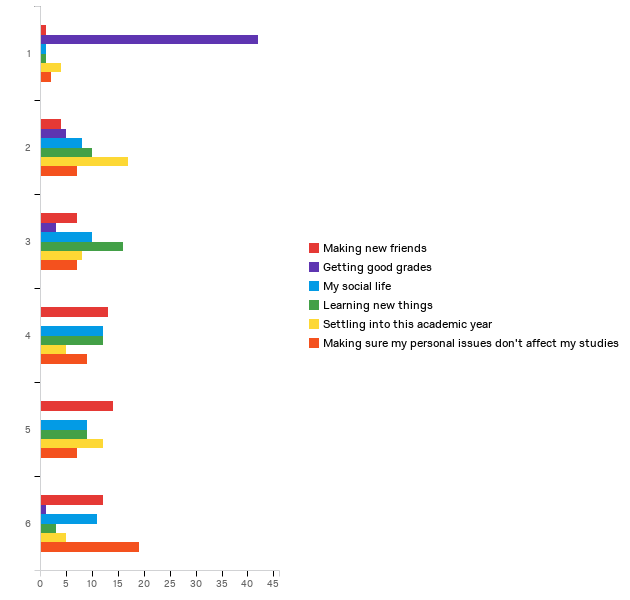 1
2
3
4
5
6
0 5 10 15 20 25 30 35 40 45
Making new friends
Getting good grades
My social life
Learning new things
Settling into this academic year
Making sure my personal issues don't affect my studies